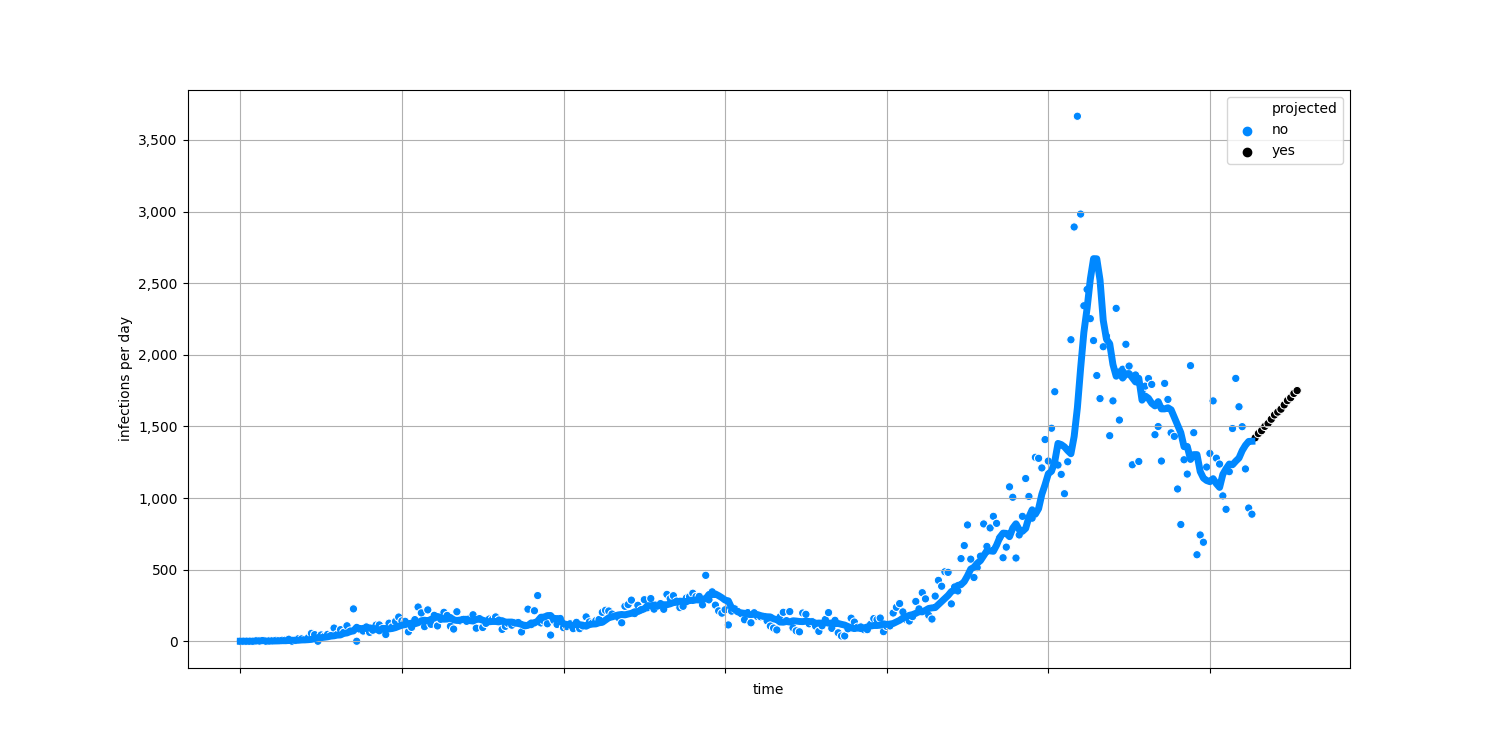 projected
no
yes
3,500
3,000
2,500
2,000
1,500
1,000
500
0
infections per day
time